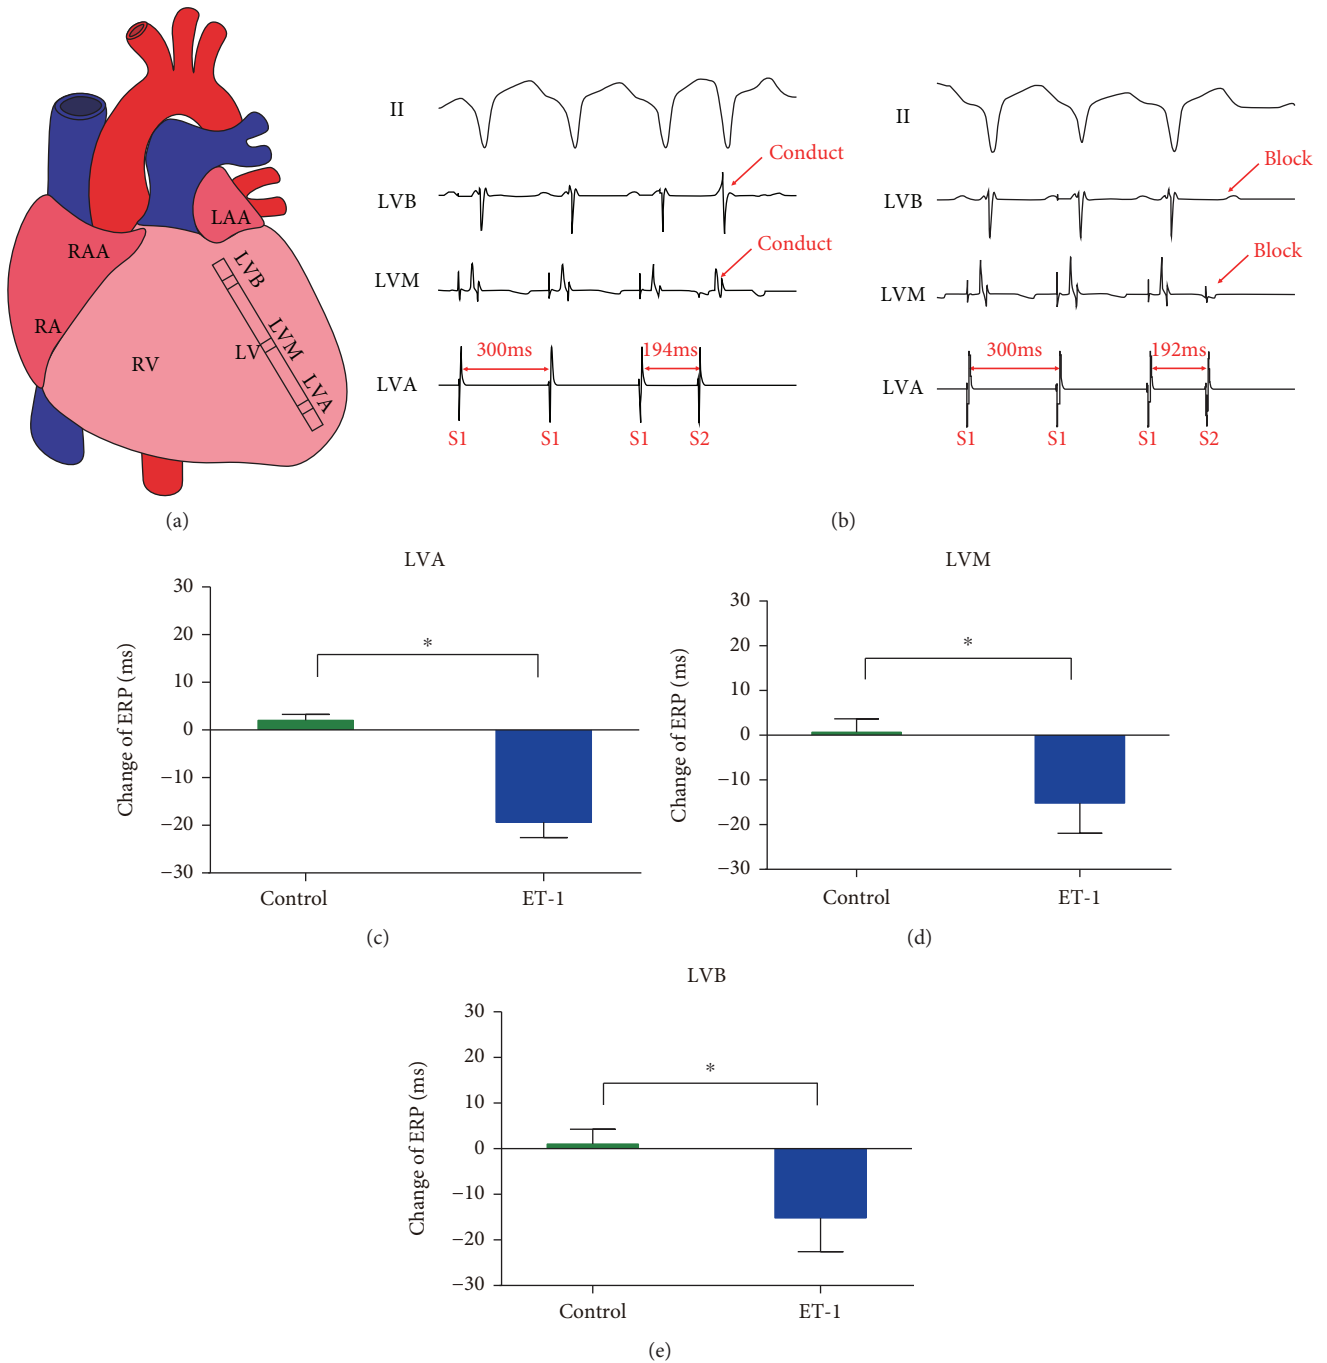 LAA
RAA
LVB
RA
LVM
LV
RV
LVA
(a)
II
Conduct
LVB
Conduct
LVM
300ms
194ms
LVA
S1 S1 S1 S2
II
Block
LVB
Block
LVM
300ms
192ms
LVA
S1 S1 S1 S2
(b)
LVA
Change of ERP (ms)
30
20
10
0
−10
−20
−30
*
Control ET-1
(c)
LVM
Change of ERP (ms)
30
20
10
0
−10
−20
−30
*
Control ET-1
(d)
LVB
Change of ERP (ms)
30
20
10
0
−10
−20
−30
*
Control ET-1
(e)